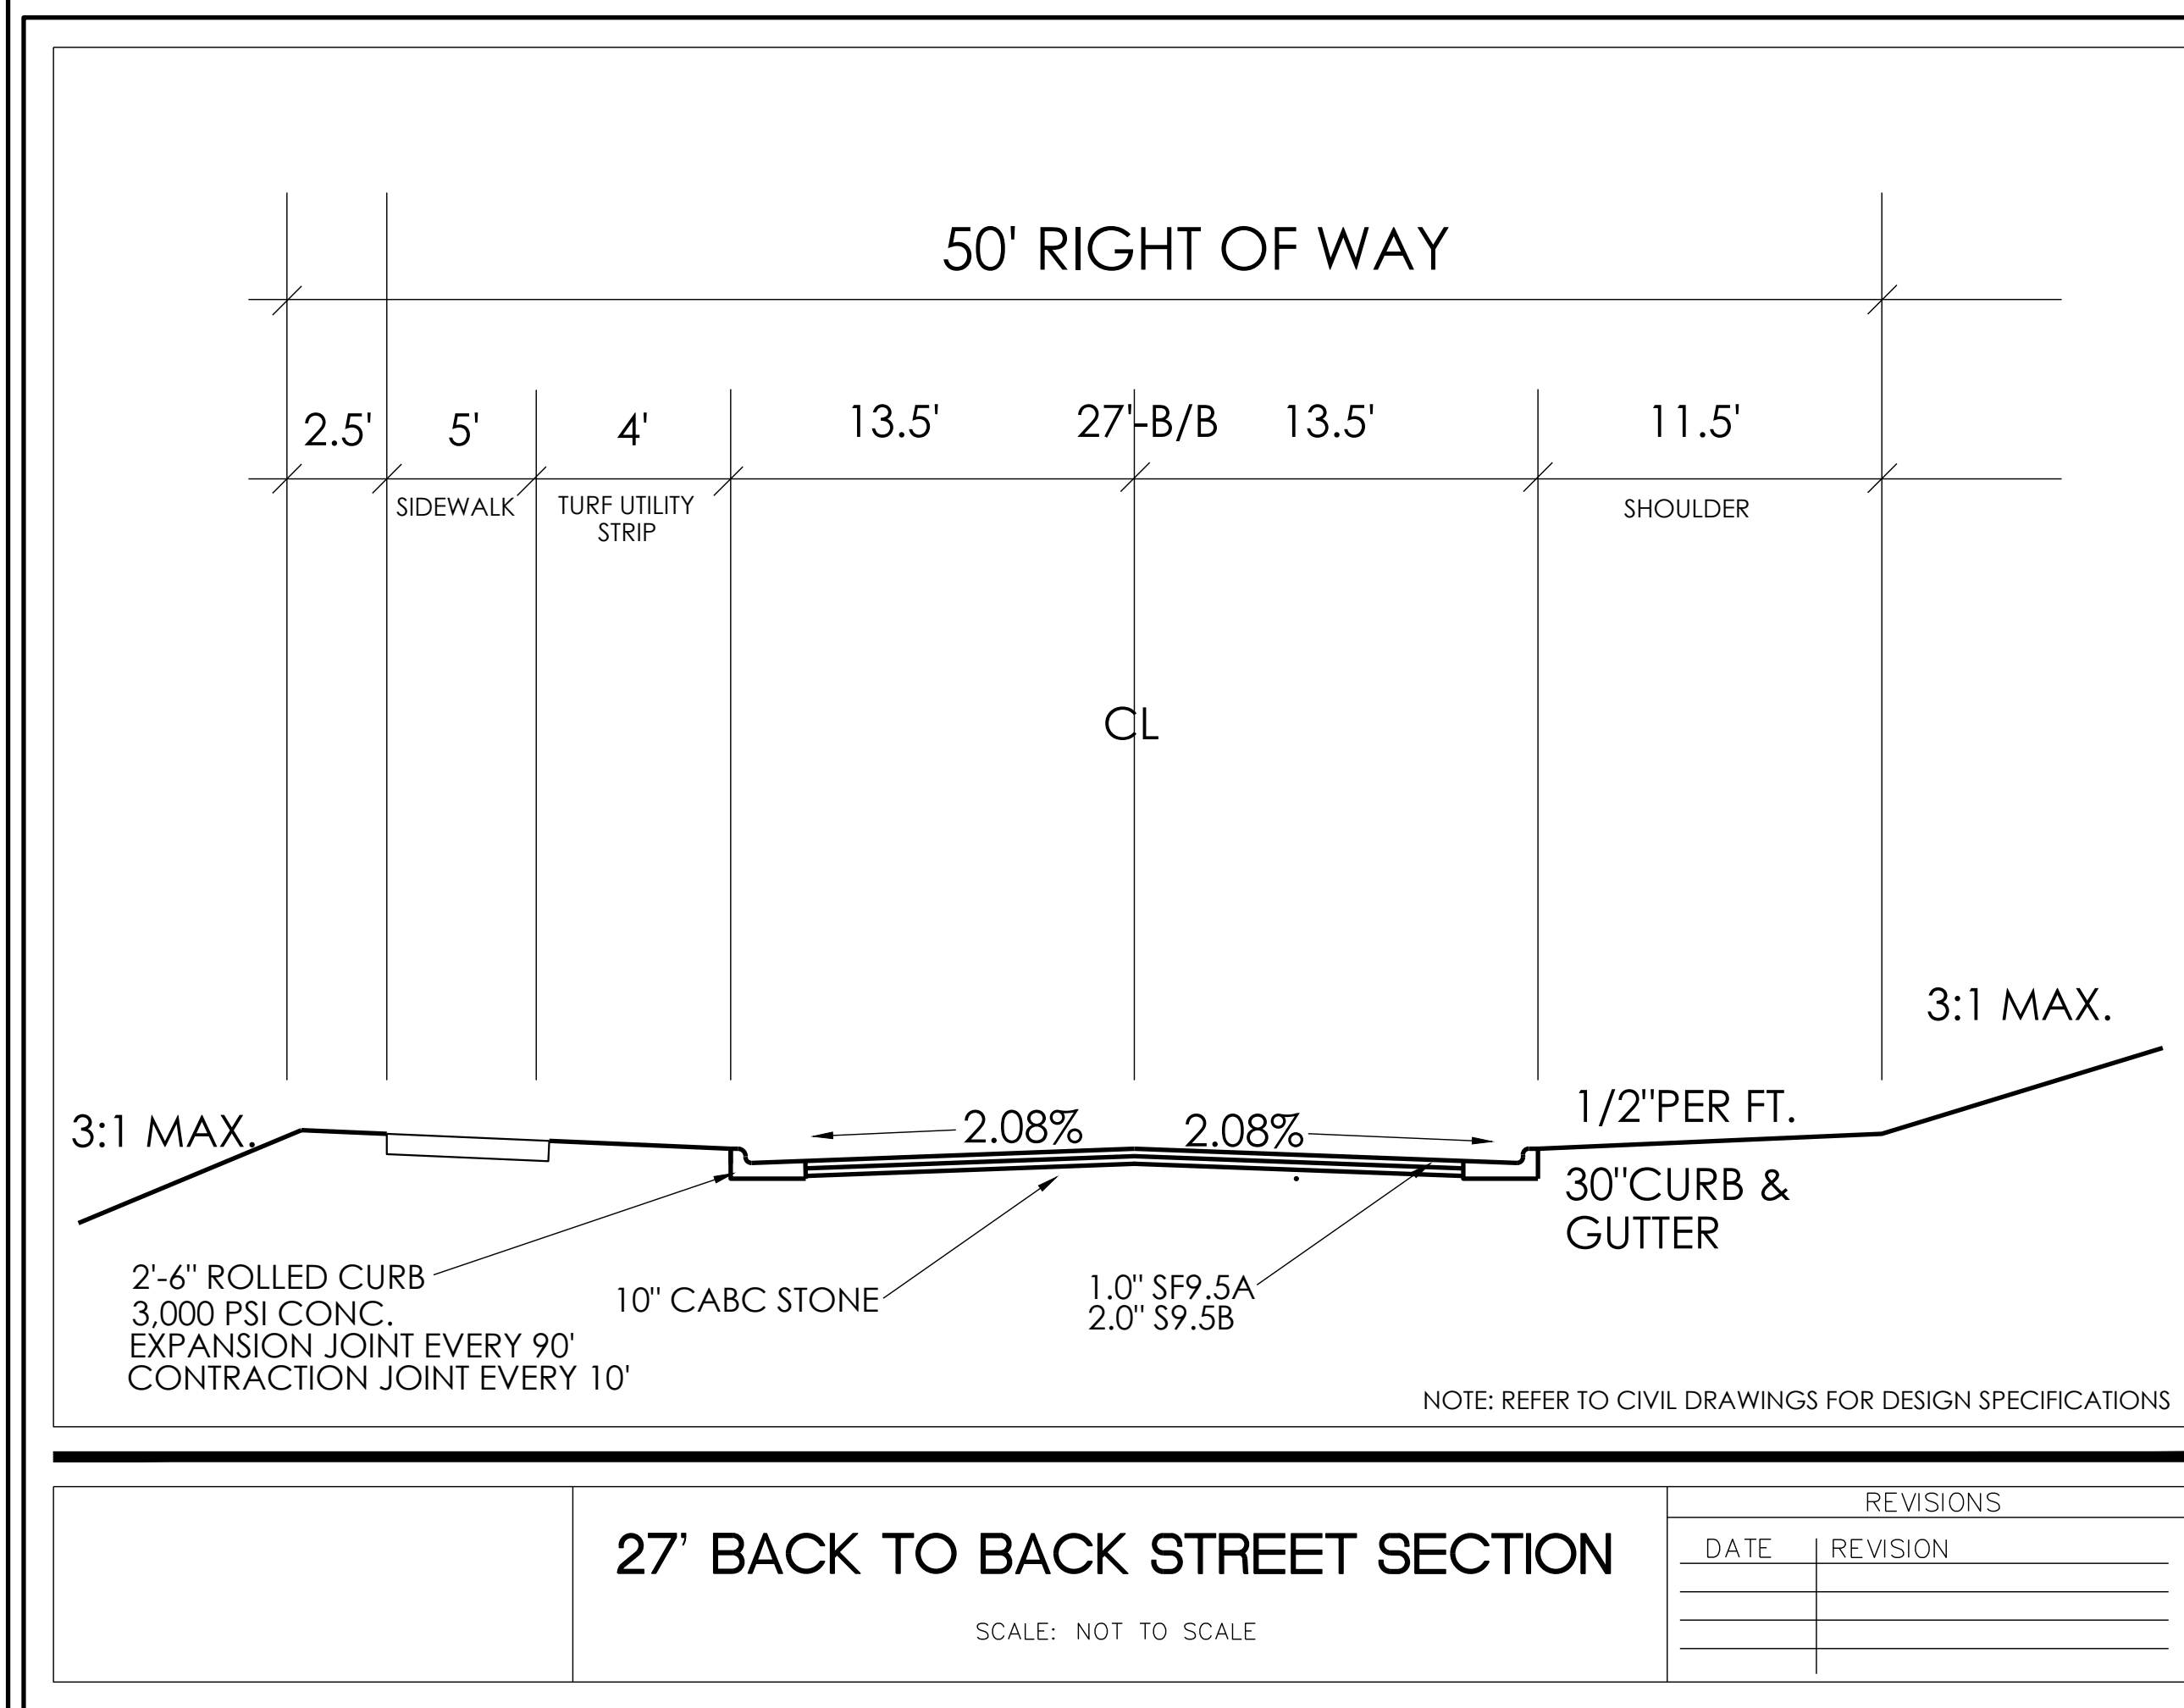 50' RIGHT OF WAY
2.5' 5' 4' 13.5' 27'-B/B 13.5' 11.5'
SIDEWALK TURF UTILITY SHOULDER
STRIP
CL
3:1 MAX.
3:1 MAX. 2.08% 2.08% 1/2"PER FT.
30"CURB &
GUTTER
2'-6" ROLLED CURB
3,000 PSI CONC.
EXPANSION JOINT EVERY 90'
CONTRACTION JOINT EVERY 10'
10" CABC STONE
1.0" SF9.5A
2.0" S9.5B
NOTE: REFER TO CIVIL DRAWINGS FOR DESIGN SPECIFICATIONS
27' BACK TO BACK STREET SECTION
SCALE: NOT TO SCALE
REVISIONS
DATE REVISION